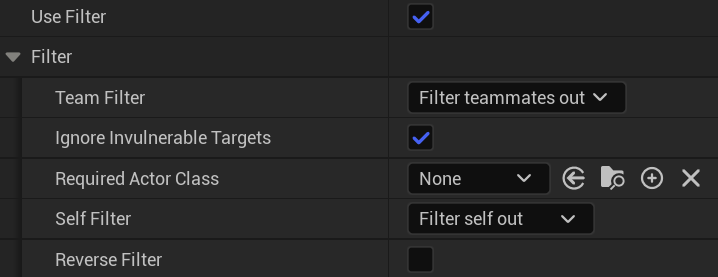 Use Filter
Filter
Team Filter Filter teammates out
Ignore Invulnerable Targets
Required Actor Class None
Self Filter Filter self out
Reverse Filter